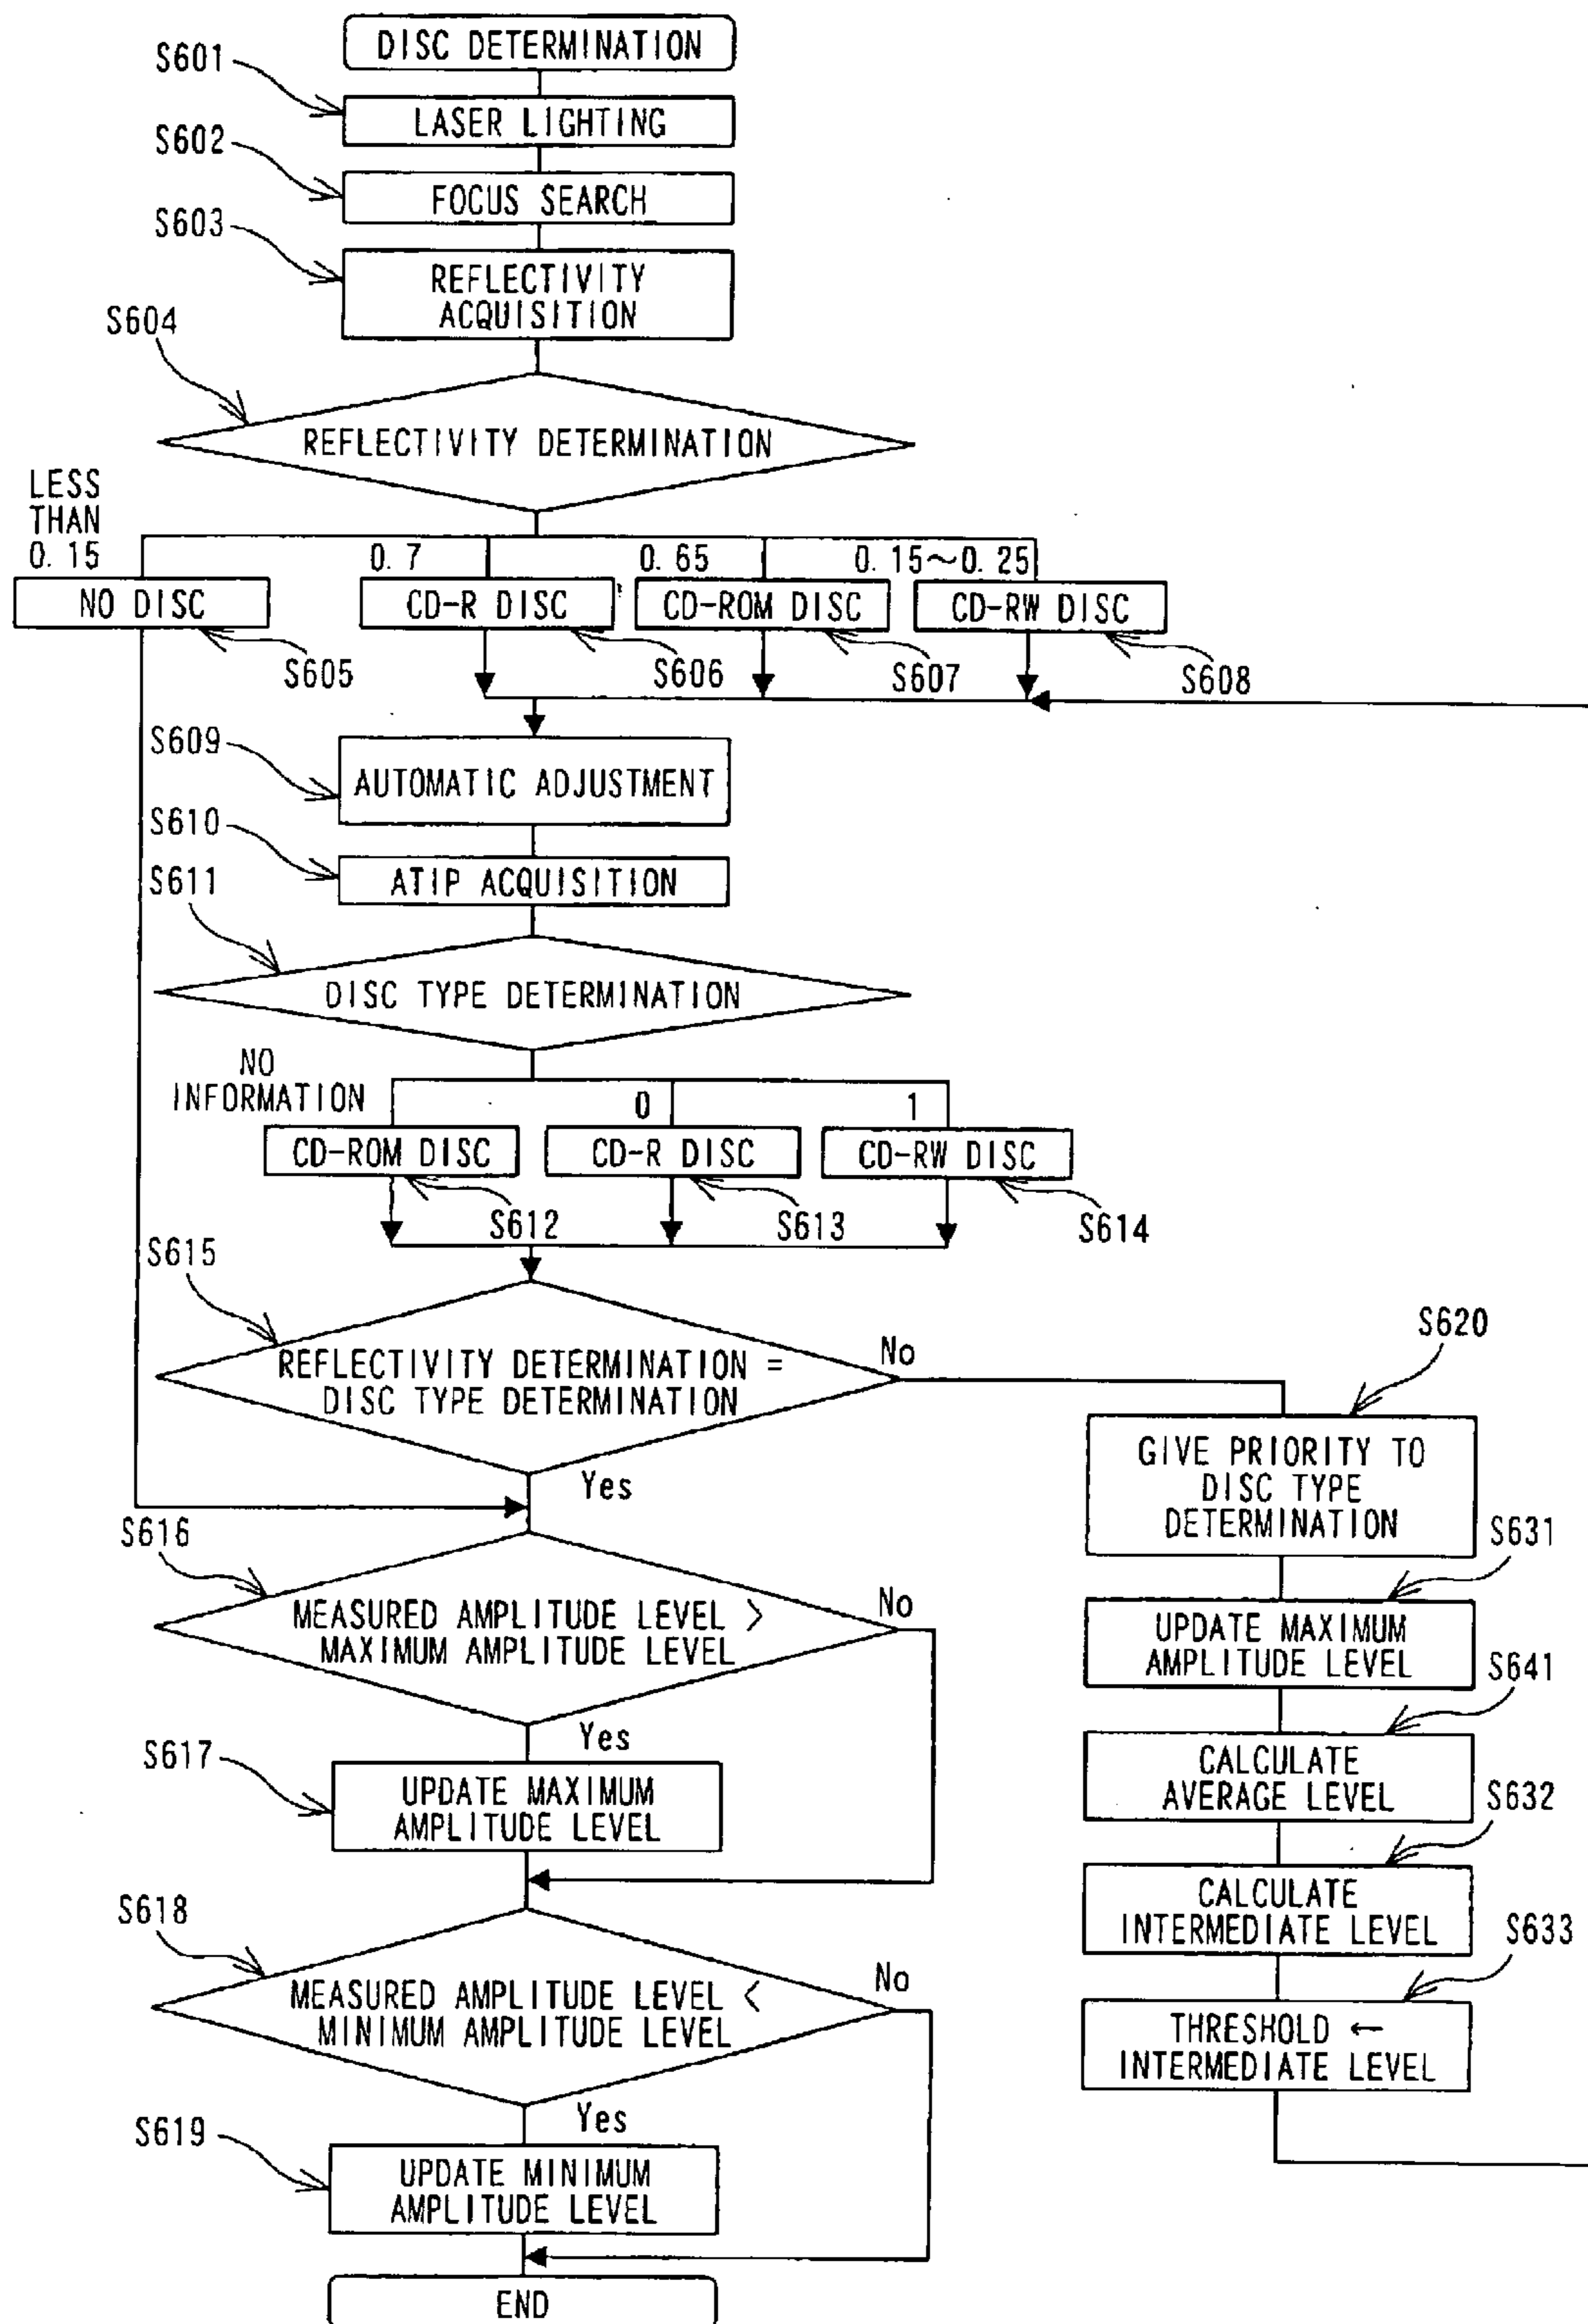 DISC DETERMINATION
S601
LASER LIGHTING
S602
FOCUS SEARCH
S603
REFLECTIVITY
ACQUISITION
S604
REFLECTIVITY DETERMINATION
LESS
THAN
0.15
0.7
0.65
0.15~0.25
NO DISC
CD-R DISC
CD-ROM DISC
CD-RW DISC
S605
S606
S607
S608
S609
AUTOMATIC ADJUSTMENT
S610
ATIP ACQUISITION
S611
DISC TYPE DETERMINATION
NO
INFORMATION
0
1
CD-ROM DISC
CD-R DISC
CD-RW DISC
S612
S613
S614
S615
REFLECTIVITY DETERMINATION =
DISC TYPE DETERMINATION
No
Yes
S616
MEASURED AMPLITUDE LEVEL >
MAXIMUM AMPLITUDE LEVEL
No
Yes
S617
UPDATE MAXIMUM
AMPLITUDE LEVEL
S618
MEASURED AMPLITUDE LEVEL <
MINIMUM AMPLITUDE LEVEL
No
Yes
S619
UPDATE MINIMUM
AMPLITUDE LEVEL
END
S620
GIVE PRIORITY TO
DISC TYPE
DETERMINATION
S631
UPDATE MAXIMUM
AMPLITUDE LEVEL
S641
CALCULATE
AVERAGE LEVEL
S632
CALCULATE
INTERMEDIATE LEVEL
S633
THRESHOLD ←
INTERMEDIATE LEVEL